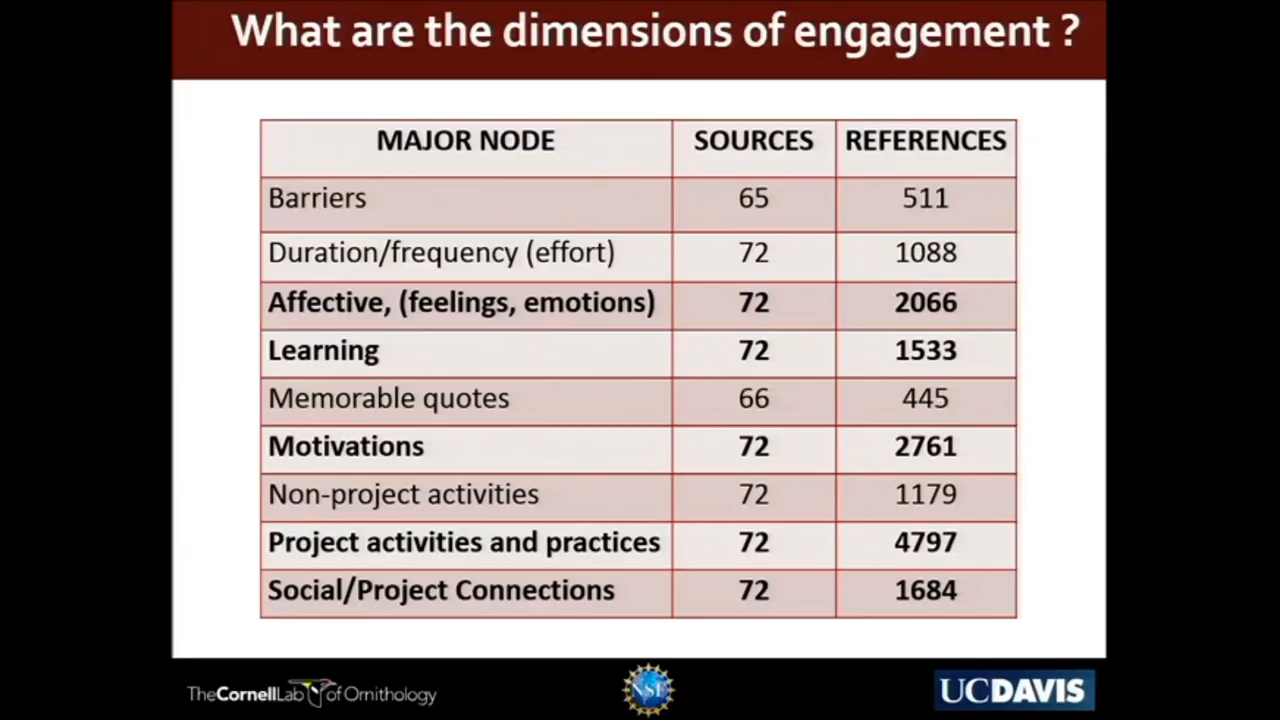 What are the dimensions of engagement ?
MAJOR NODE SOURCES REFERENCES
Barriers 65 511
Duration/frequency (effort) 72 1088
Affective, (feelings, emotions) 72 2066
Learning 72 1533
Memorable quotes 66 445
Motivations 72 2761
Non-project activities 72 1179
Project activities and practices 72 4797
Social/Project Connections 72 1684
TheCornellLab of Ornithology NSF UCDAVIS